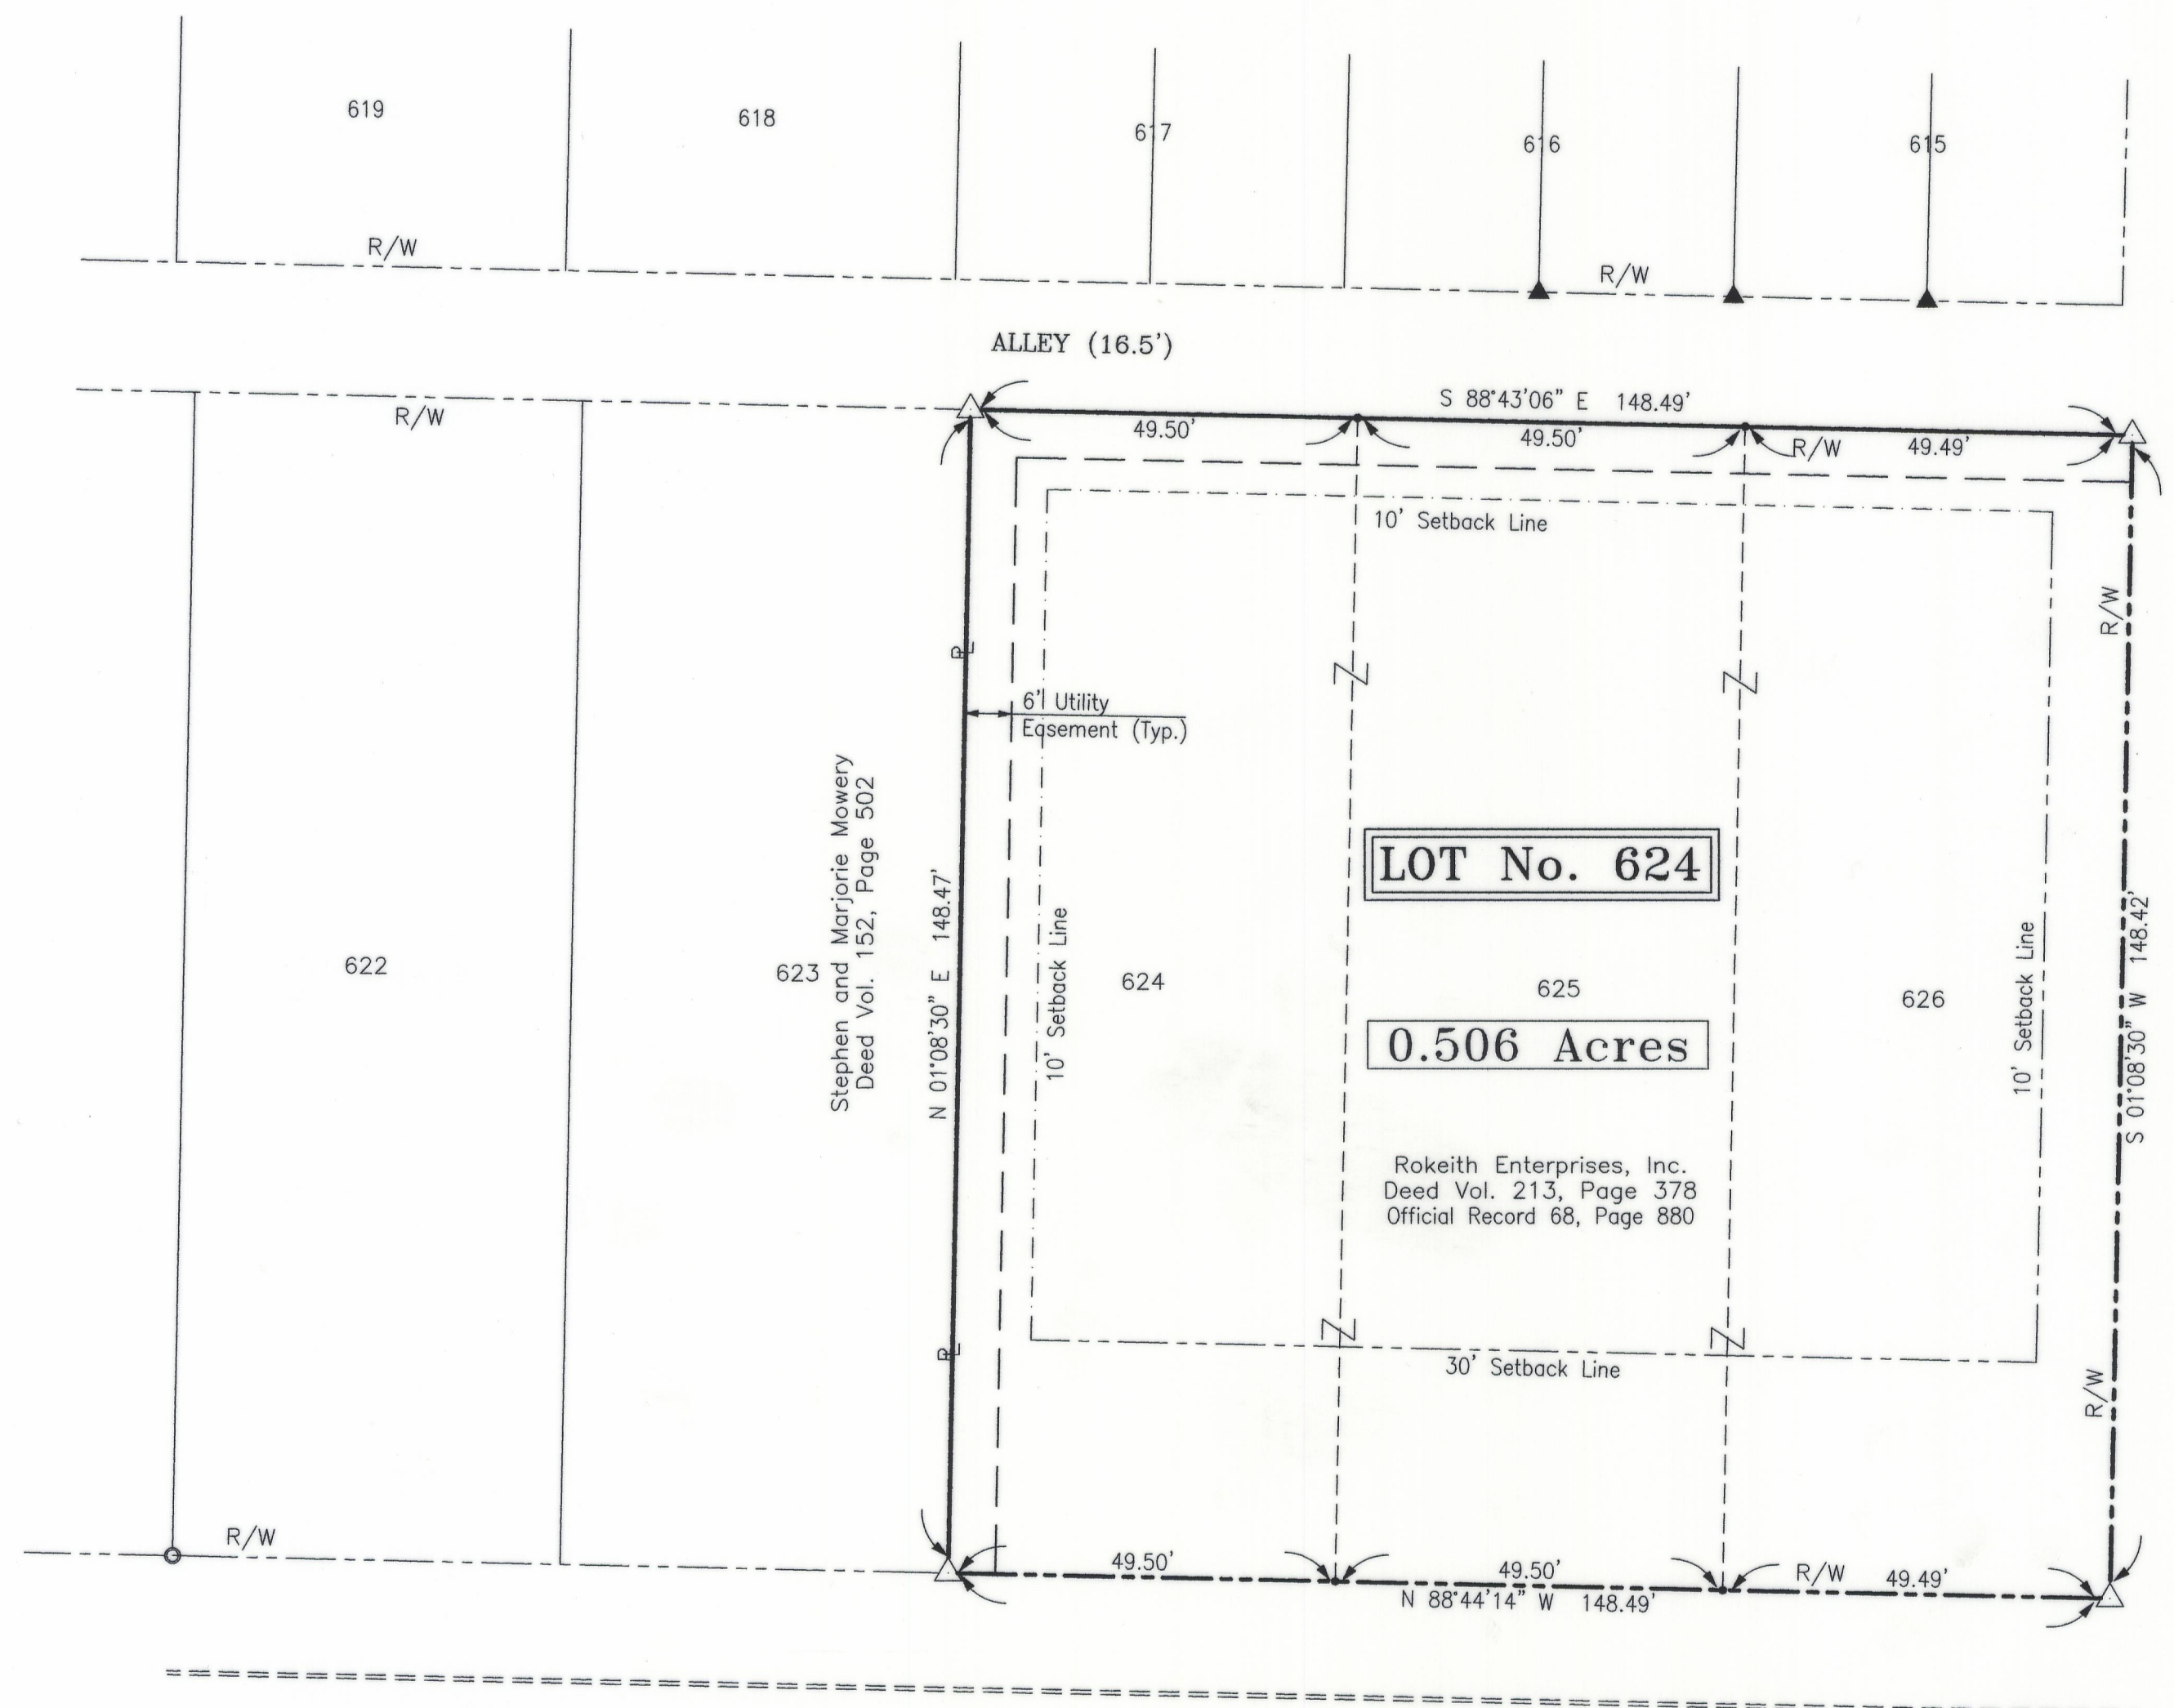 619
618
617
616
615
R/W
R/W
ALLEY (16.5')
R/W
S 88°43'06" E 148.49'
49.50'
49.50'
R/W
49.49'
10' Setback Line
R/W
PL
6' Utility
Easement (Typ.)
Stephen and Marjorie Mowery
Deed Vol. 152, Page 502
LOT No. 624
N 01°08'30" E 148.47'
10' Setback Line
10' Setback Line
S 01°08'30" W 148.42'
622
623
624
625
626
0.506 Acres
Rokeith Enterprises, Inc.
Deed Vol. 213, Page 378
Official Record 68, Page 880
PL
30' Setback Line
R/W
R/W
49.50'
49.50'
R/W
49.49'
N 88°44'14" W 148.49'